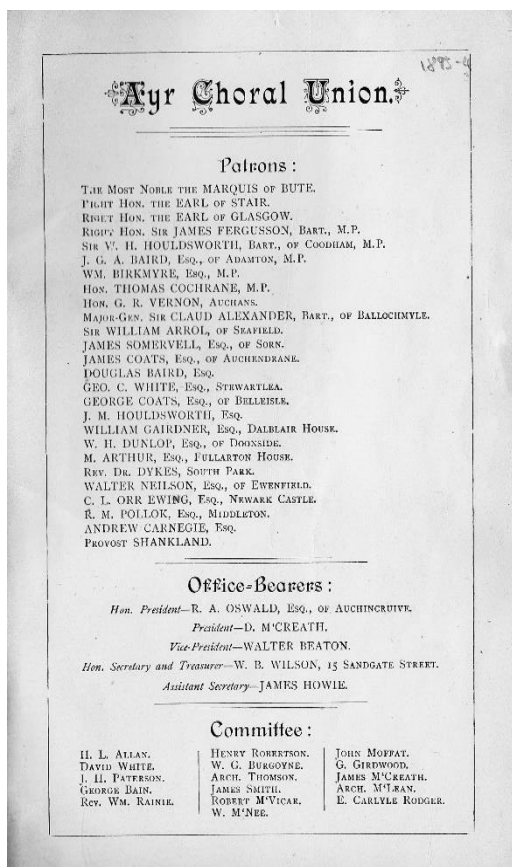 1895-6
Ayr Choral Union.
Patrons:
THE MOST NOBLE THE MARQUIS OF BUTE.
RIGHT HON. THE EARL OF STAIR.
RIGHT HON. THE EARL OF GLASGOW.
RIGHT HON. SIR JAMES FERGUSSON, BART., M.P.
SIR W. H. HOULDSWORTH, BART., OF COODHAM, M.P.
J. G. A. BAIRD, ESQ., OF ADAMTON, M.P.
WM. BIRKMYRE, ESQ., M.P.
HON. THOMAS COCHRANE, M.P.
HON. G. R. VERNON, AUCHANS.
MAJOR-GEN. SIR CLAUD ALEXANDER, BART., OF BALLOCHMYLE.
SIR WILLIAM ARROL, OF SEAFIELD.
JAMES SOMERVELL, ESQ., OF SORN.
JAMES COATS, ESQ., OF AUCHENDRANE.
DOUGLAS BAIRD, ESQ.
GEO. C. WHITE, ESQ., STEWARTLEA.
GEORGE COATS, ESQ., OF BELLEISLE.
J. M. HOULDSWORTH, ESQ.
WILLIAM GAIRDNER, ESQ., DALBLAIR HOUSE.
W. H. DUNLOP, ESQ., OF DOONSIDE.
M. ARTHUR, ESQ., FULLARTON HOUSE.
REV. DR. DYKES, SOUTH PARK.
WALTER NEILSON, ESQ., OF EWENFIELD.
C. L. ORR EWING, ESQ., NEWARK CASTLE.
R. M. POLLOK, ESQ., MIDDLETON.
ANDREW CARNEGIE, ESQ.
PROVOST SHANKLAND.
Office-Bearers:
Hon. President—R. A. OSWALD, ESQ., OF AUCHINCRUIVE.
President—D. M'CREATH.
Vice-President—WALTER BEATON.
Hon. Secretary and Treasurer—W. B. WILSON, 15 SANDGATE STREET.
Assistant Secretary—JAMES HOWIE.
Committee:
H. L. ALLAN.
DAVID WHITE.
J. H. PATERSON.
GEORGE BAIN.
REV. WM. RAINIE.
HENRY ROBERTSON.
W. G. BURGOYNE.
ARCH. THOMSON.
JAMES SMITH.
ROBERT M'VICAR.
W. M'NEE.
JOHN MOFFAT.
G. GIRDWOOD.
JAMES M'CREATH.
ARCH. M'LEAN.
E. CARLYLE RODGER.